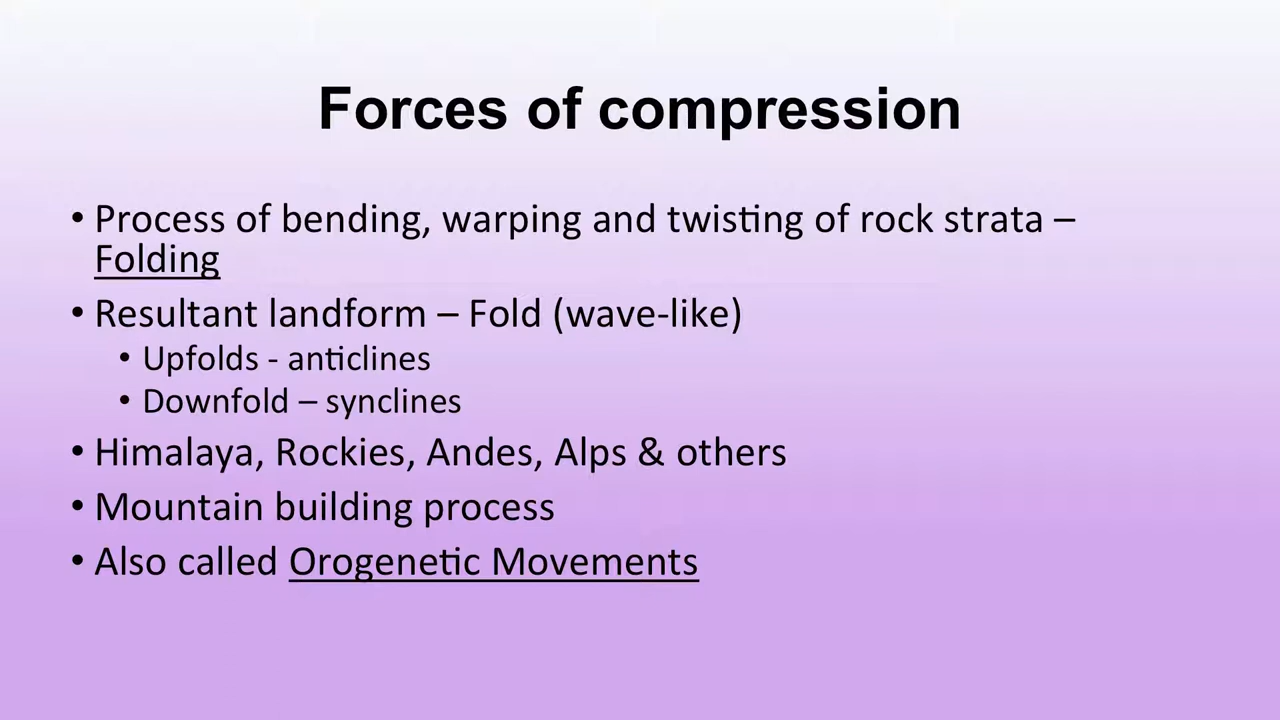 Forces of compression
• Process of bending, warping and twisting of rock strata –
Folding
• Resultant landform – Fold (wave-like)
• Upfolds - anticlines
• Downfold – synclines
• Himalaya, Rockies, Andes, Alps & others
• Mountain building process
• Also called Orogenetic Movements